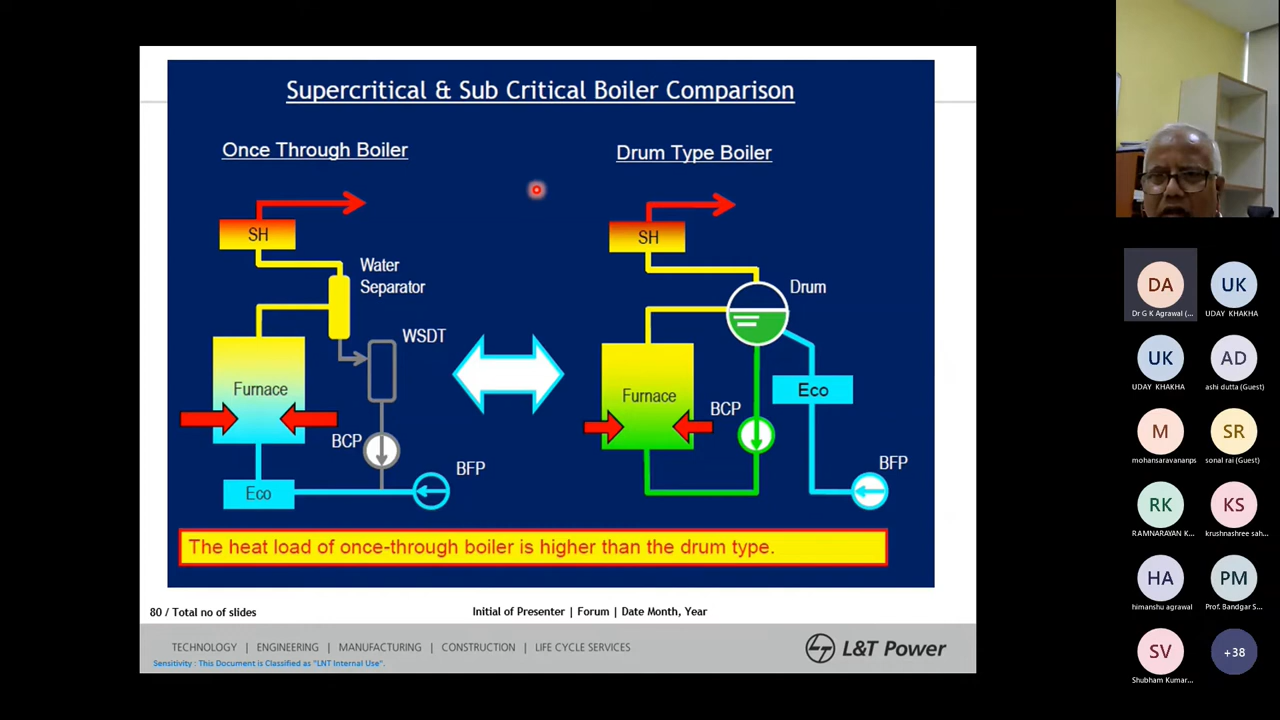 Supercritical & Sub Critical Boiler Comparison
Once Through Boiler
SH
Water
Separator
WSDT
Furnace
BCP
BFP
Eco
Drum Type Boiler
SH
Drum
Furnace
BCP
Eco
BFP
The heat load of once-through boiler is higher than the drum type.
80 / Total no of slides
Initial of Presenter | Forum | Date Month, Year
TECHNOLOGY | ENGINEERING | MANUFACTURING | CONSTRUCTION | LIFE CYCLE SERVICES
Sensitivity : This Document is Classified as "LNT Internal Use".
L&T Power
DA
Dr G K Agrawal (...
UK
UDAY KHAKHA
UK
UDAY KHAKHA
AD
ashi dutta (Guest)
M
mohansaravananps
SR
sonal rai (Guest)
RK
RAMNARAYAN K...
KS
krushnashree sah...
HA
himanshu agrawal
PM
Prof. Bandgar S...
SV
Shubham Kumar...
+38